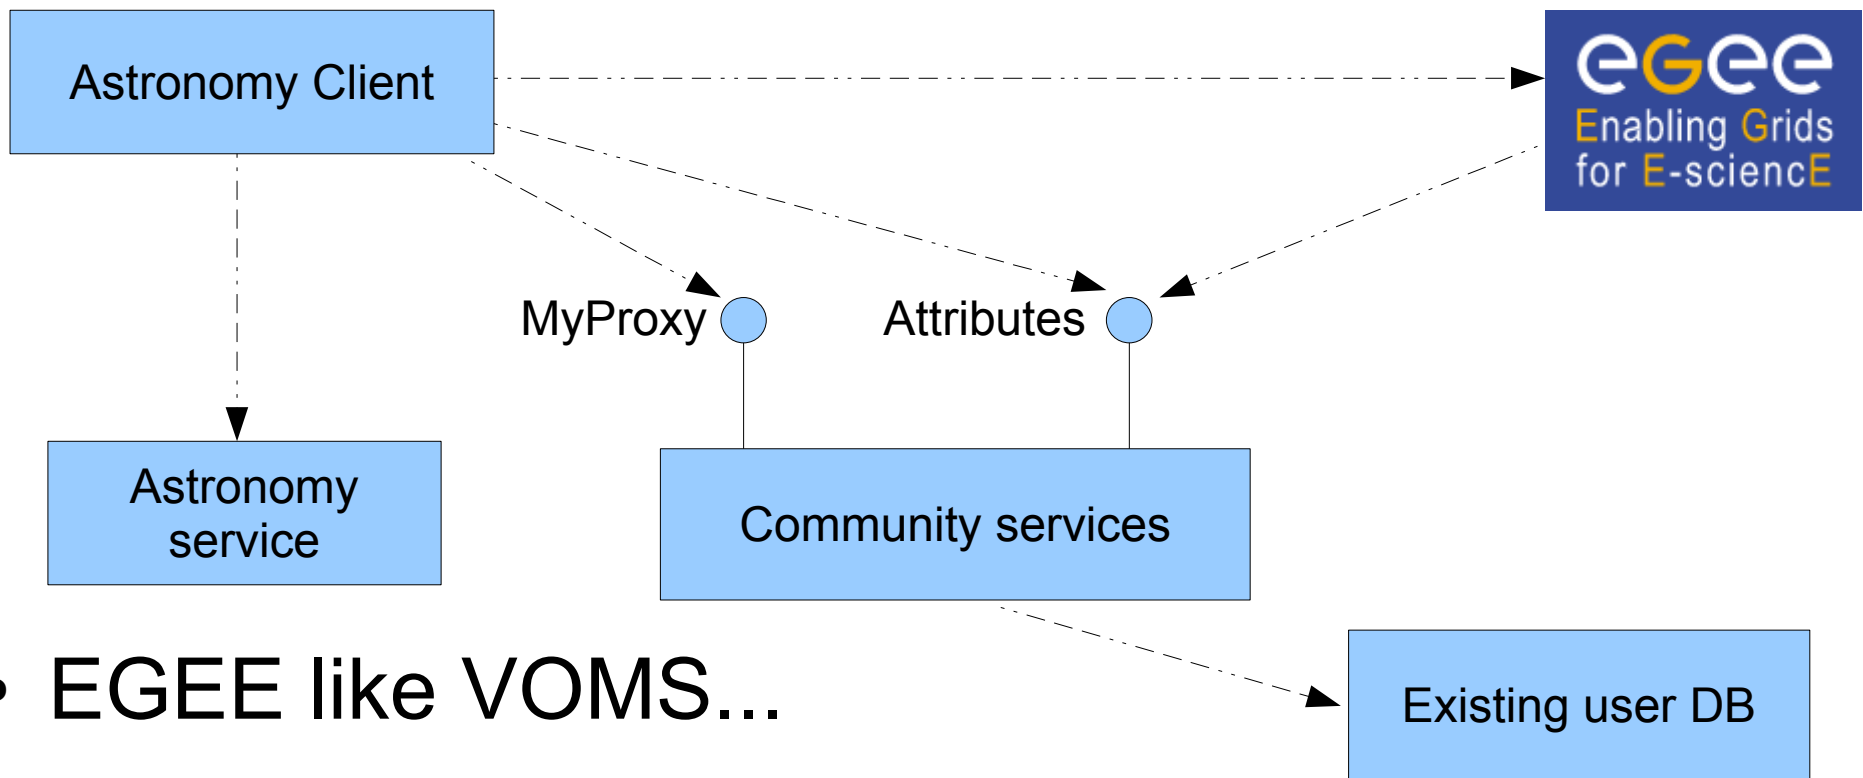 Astronomy Client
eGee
Enabling Grids
for E-sciencE
MyProxy
Attributes
Astronomy
service
Community services
• EGEE like VOMS...
Existing user DB